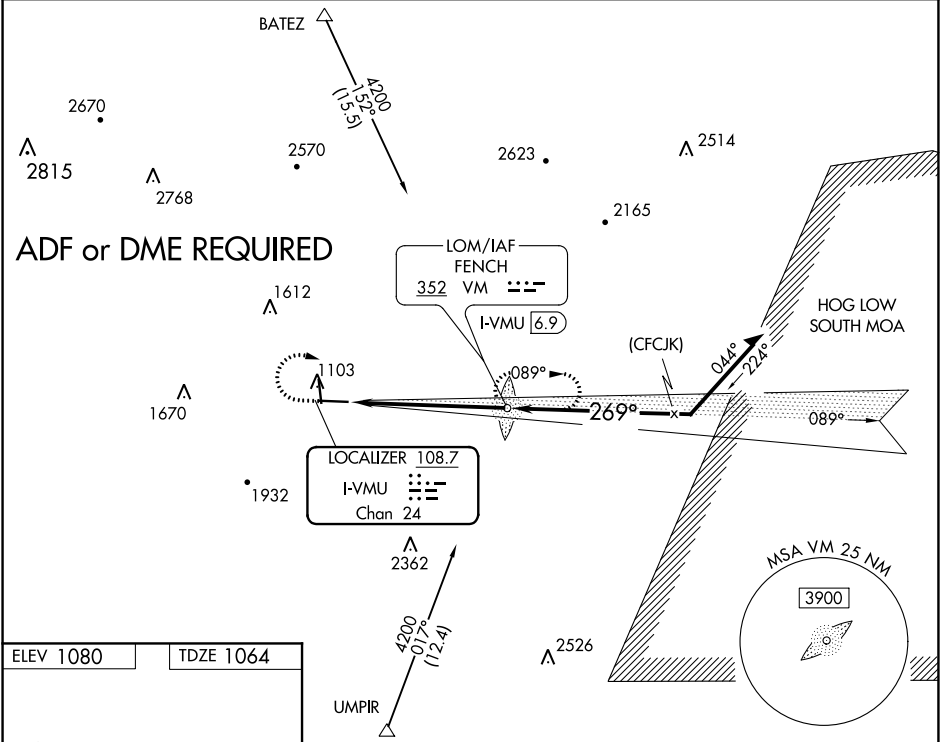 BATEZ
4200
152°
(15.5)
2670
2815
2768
2570
2623
2514
2165
ADF or DME REQUIRED
LOM/IAF
FENCH
352 VM
I-VMU 6.9
HOG LOW
SOUTH MOA
1612
(CFCJK)
044°
224°
1103
089°
1670
269°
089°
LOCALIZER 108.7
I-VMU
Chan 24
1932
2362
MSA VM 25 NM
3900
4200
017°
(12.4)
2526
ELEV 1080
TDZE 1064
UMPIR